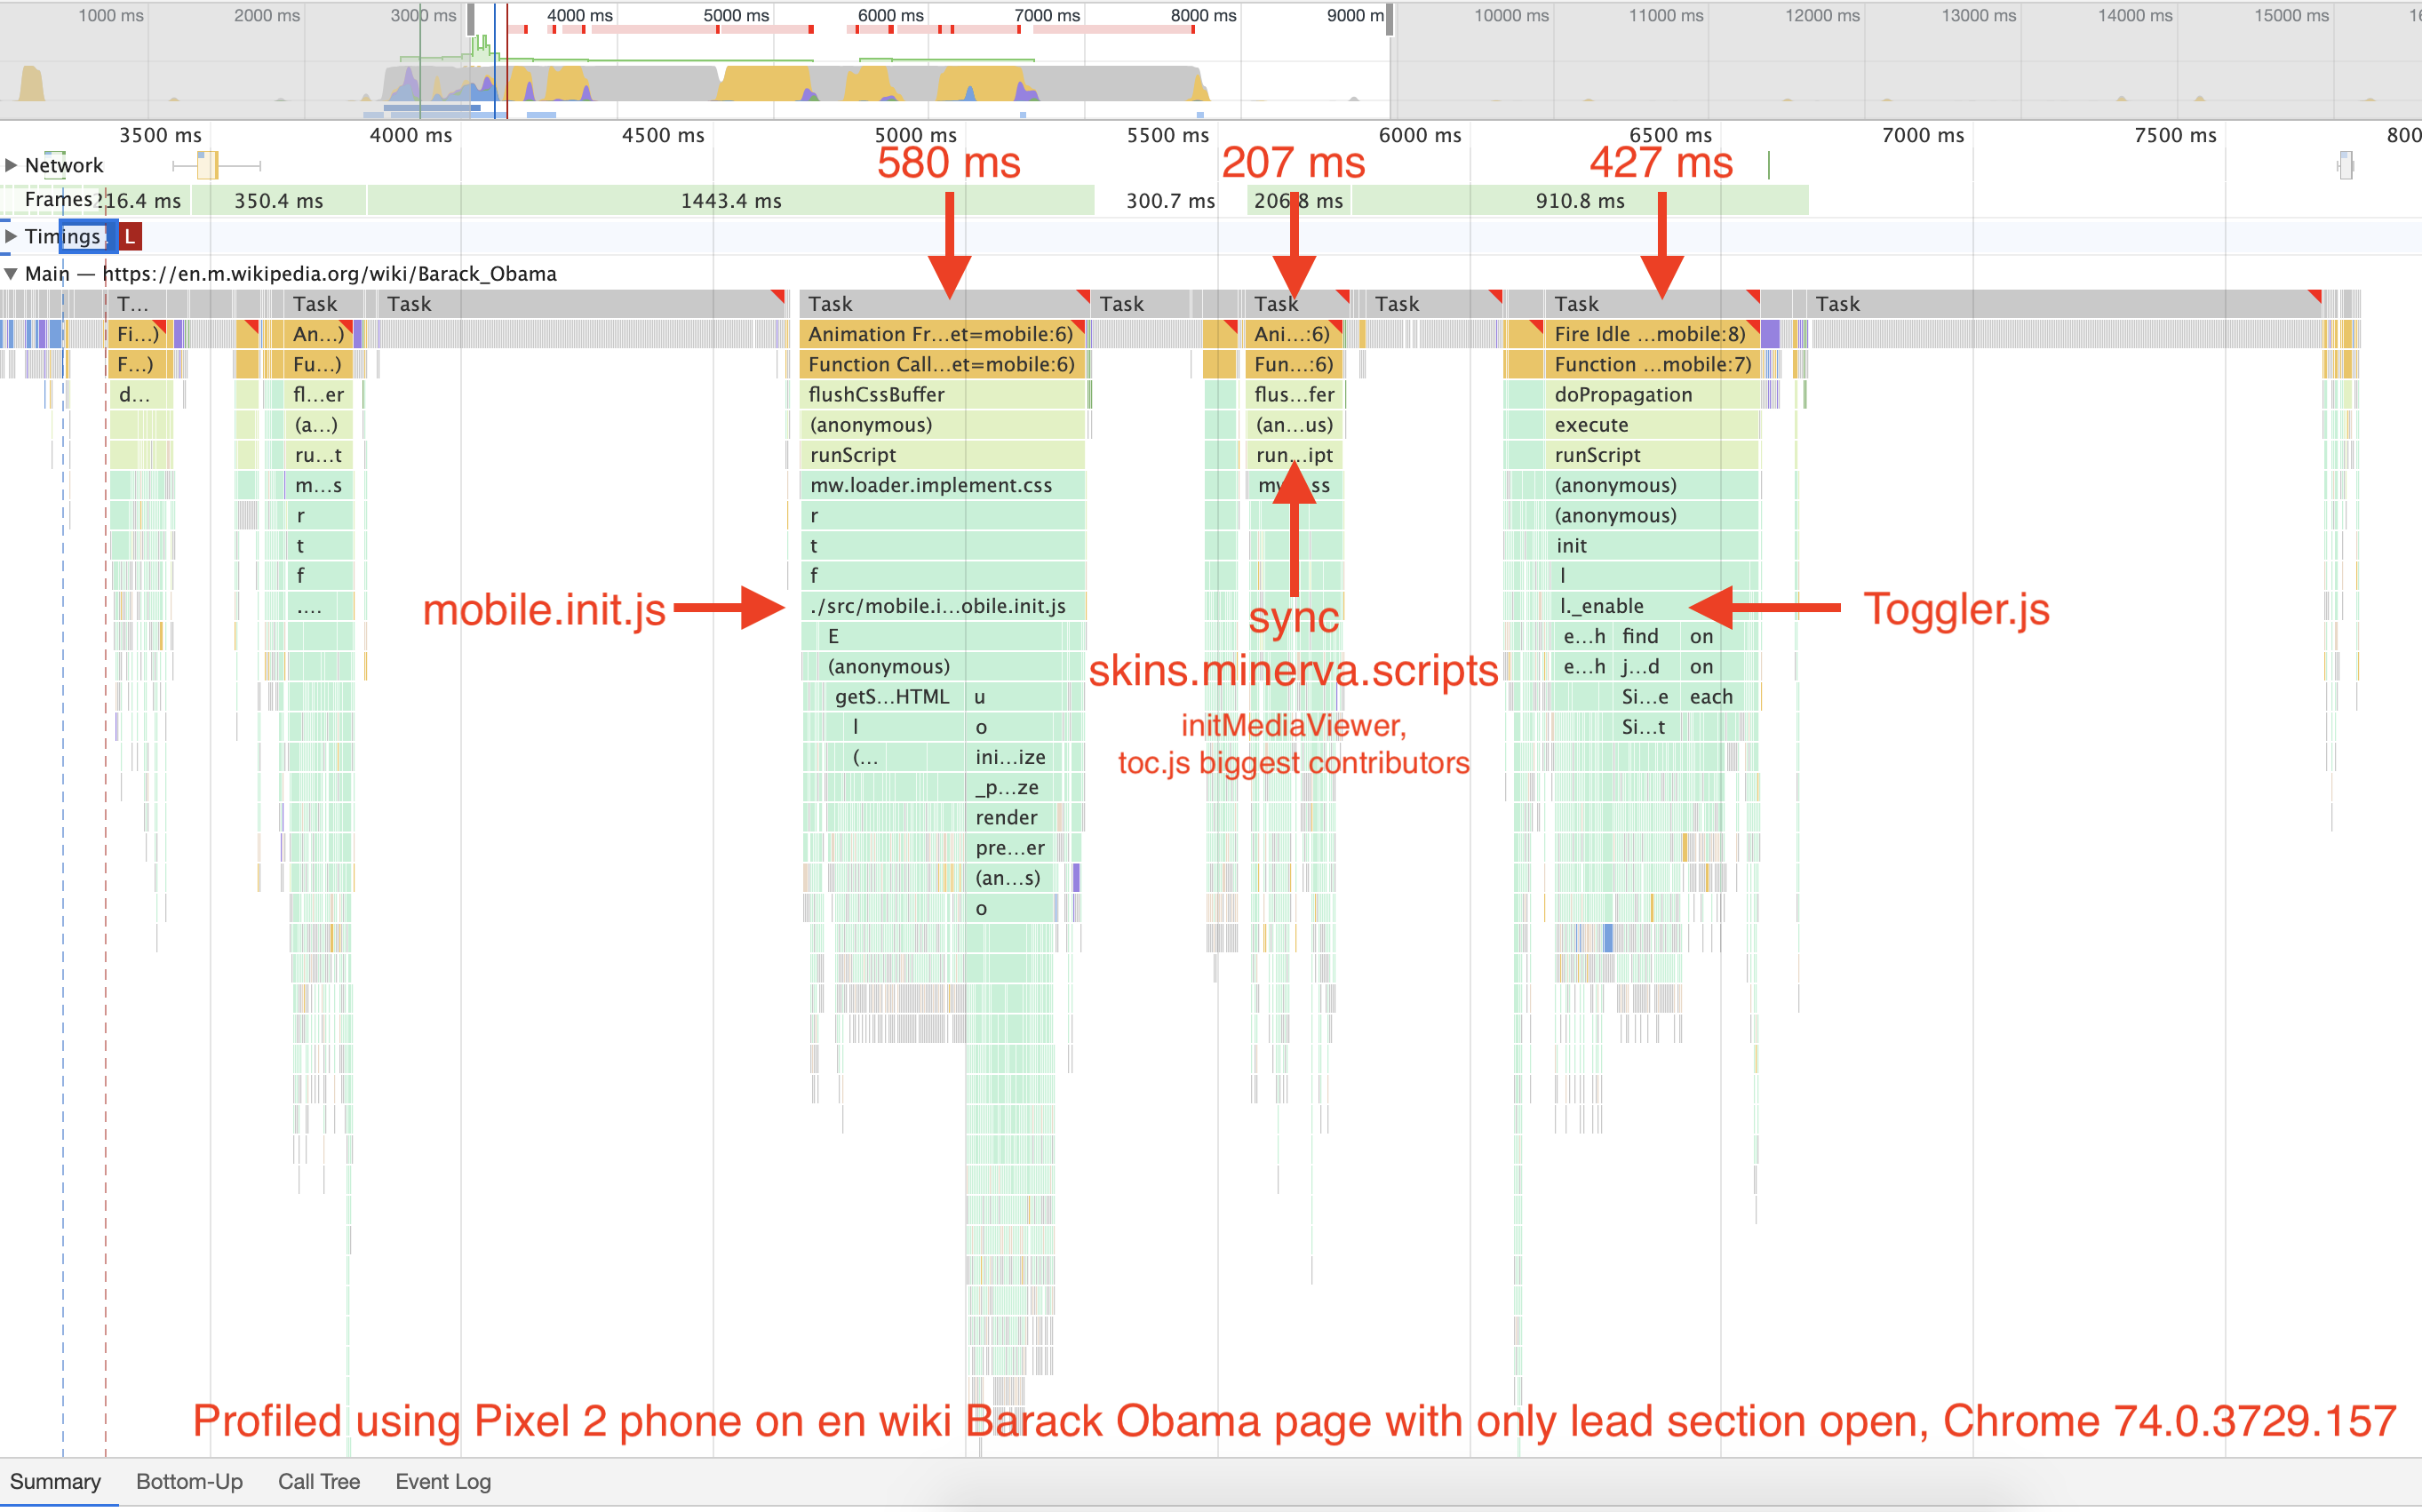 1000 ms 2000 ms 3000 ms 4000 ms 5000 ms 6000 ms 7000 ms 8000 ms 9000 m 10000 ms 11000 ms 12000 ms 13000 ms 14000 ms 15000 ms 16
3500 ms 4000 ms 4500 ms 5000 ms 5500 ms 6000 ms 6500 ms 7000 ms 7500 ms 800
Network 580 ms 207 ms 427 ms
Frames 216.4 ms 350.4 ms 1443.4 ms 300.7 ms 206.8 ms 910.8 ms
Timings L
Main — https://en.m.wikipedia.org/wiki/Barack_Obama
T... Task Task Task Task Task Task Task Task
Fi...) An...) Animation Fr...et=mobile:6) Ani...:6) Fire Idle ...mobile:8)
F...) Fu...) Function Call...et=mobile:6) Fun...:6) Function ...mobile:7)
d... fl...er flushCssBuffer flus...fer doPropagation
(a...) (anonymous) (an...us) execute
ru...t runScript run...ipt runScript
m...s mw.loader.implement.css mw...ss (anonymous)
r r (anonymous)
t t init
f f l
.... ./src/mobile.i...obile.init.js l._enable
mobile.init.js sync Toggler.js
E e...h find on
(anonymous) e...h j...d on
skins.minerva.scripts
getS...HTML u Si...e each
l o Si...t
initMediaViewer,
(... ini...ize
toc.js biggest contributors
_p...ze
render
pre...er
(an...s)
o
Profiled using Pixel 2 phone on en wiki Barack Obama page with only lead section open, Chrome 74.0.3729.157
Summary Bottom-Up Call Tree Event Log